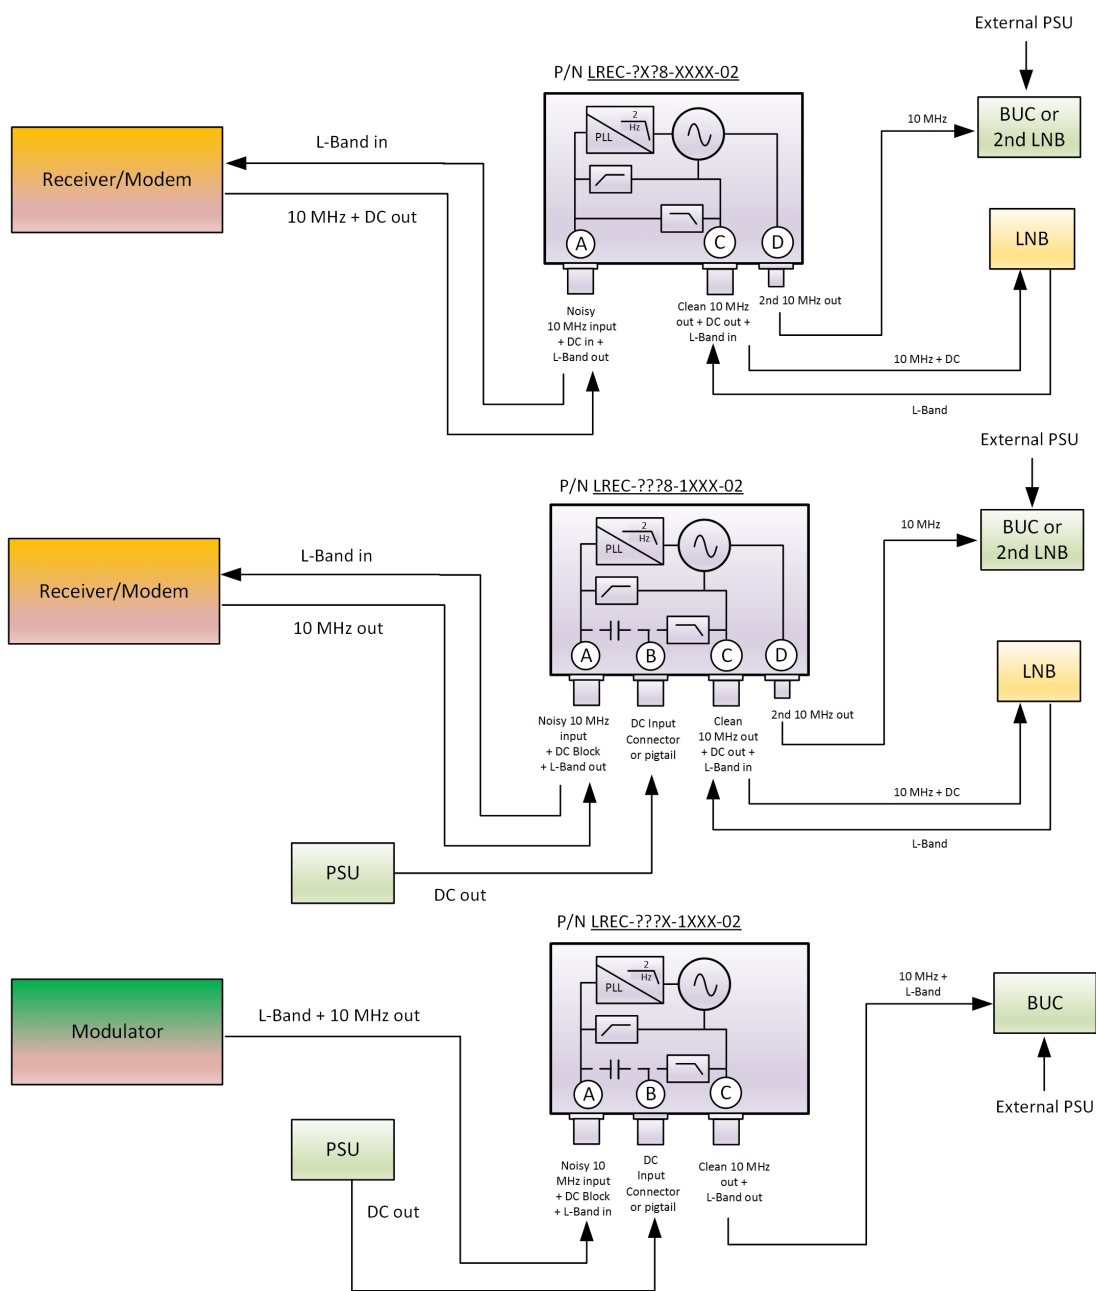 External PSU
P/N LREC-?X?8-XXXX-02
BUC or
2nd LNB
10 MHz
Receiver/Modem
L-Band in
10 MHz + DC out
PLL
2
Hz
A
C
D
LNB
Noisy
10 MHz input
+ DC in +
L-Band out
Clean 10 MHz
out + DC out +
L-Band in
2nd 10 MHz out
10 MHz + DC
L-Band
External PSU
P/N LREC-???8-1XXX-02
BUC or
2nd LNB
10 MHz
Receiver/Modem
L-Band in
10 MHz out
PLL
2
Hz
A
B
C
D
LNB
Noisy 10 MHz
input
+ DC Block
+ L-Band out
DC Input
Connector
or pigtail
Clean
10 MHz out
+ DC out +
L-Band in
2nd 10 MHz out
10 MHz + DC
L-Band
PSU
DC out
P/N LREC-???X-1XXX-02
Modulator
L-Band + 10 MHz out
PLL
2
Hz
A
B
C
10 MHz +
L-Band
BUC
External PSU
PSU
DC out
Noisy 10
MHz input
+ DC Block
+ L-Band in
DC
Input
Connector
or pigtail
Clean 10 MHz
out +
L-Band out